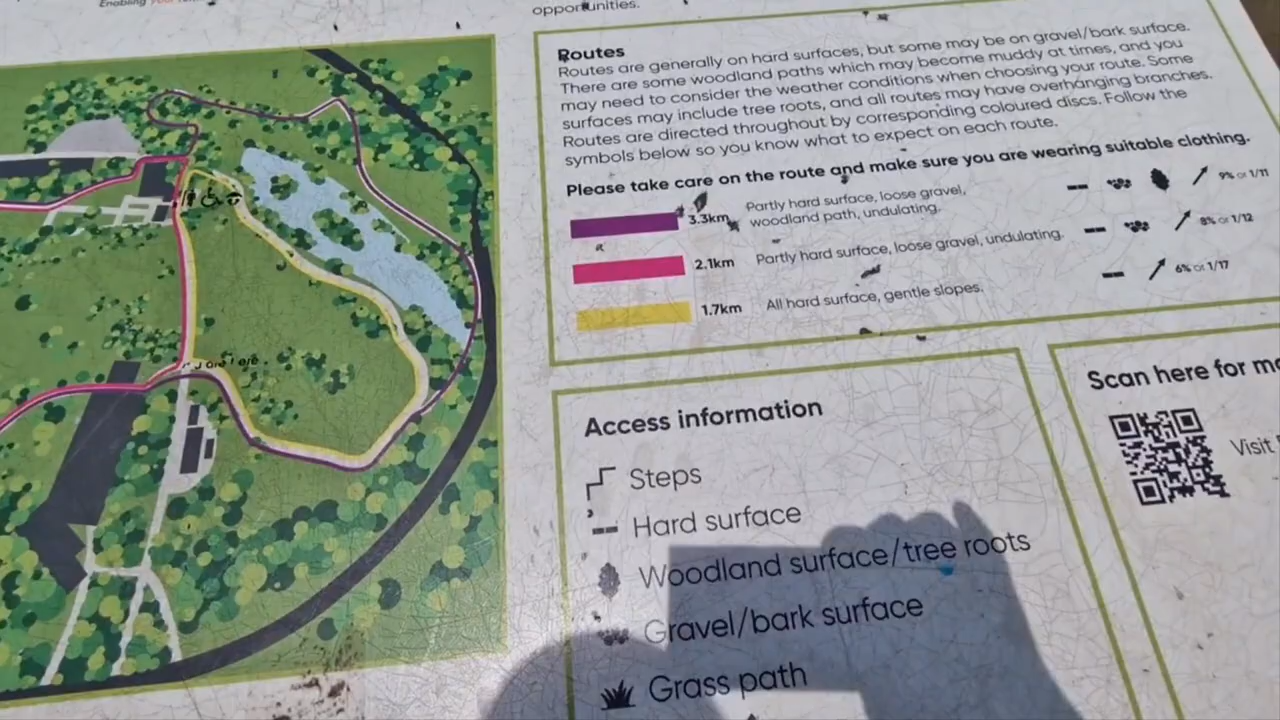 Enabling
opportunities.
Routes
Routes are generally on hard surfaces, but some may be on gravel/bark surface.
There are some woodland paths which may become muddy at times, and you
may need to consider the weather conditions when choosing your route. Some
surfaces may include tree roots, and all routes may have overhanging branches.
Routes are directed throughout by corresponding coloured discs. Follow the
symbols below so you know what to expect on each route.
Please take care on the route and make sure you are wearing suitable clothing.
3.3km
Partly hard surface, loose gravel,
woodland path, undulating.
9% or 1/11
2.1km
Partly hard surface, loose gravel, undulating.
8% or 1/12
1.7km
All hard surface, gentle slopes.
6% or 1/17
Access information
Steps
Hard surface
Woodland surface/tree roots
Gravel/bark surface
Grass path
Scan here for
Visit